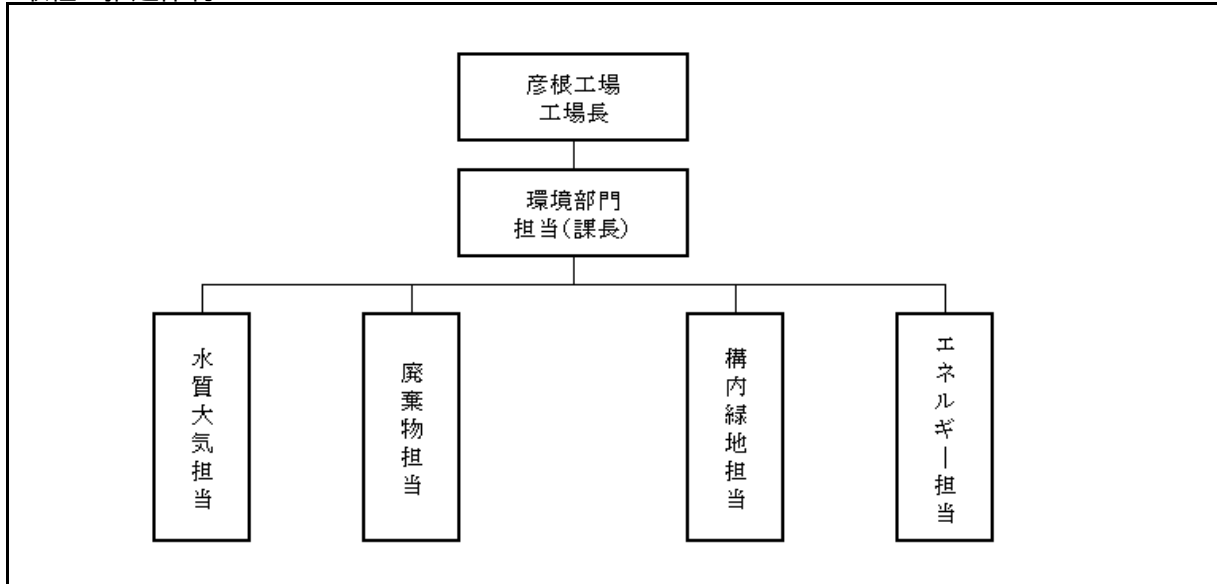 彦根工場
工場長
環境部門
担当(課長)
水質大気担当
廃棄物担当
構内緑地担当
エネルギー担当